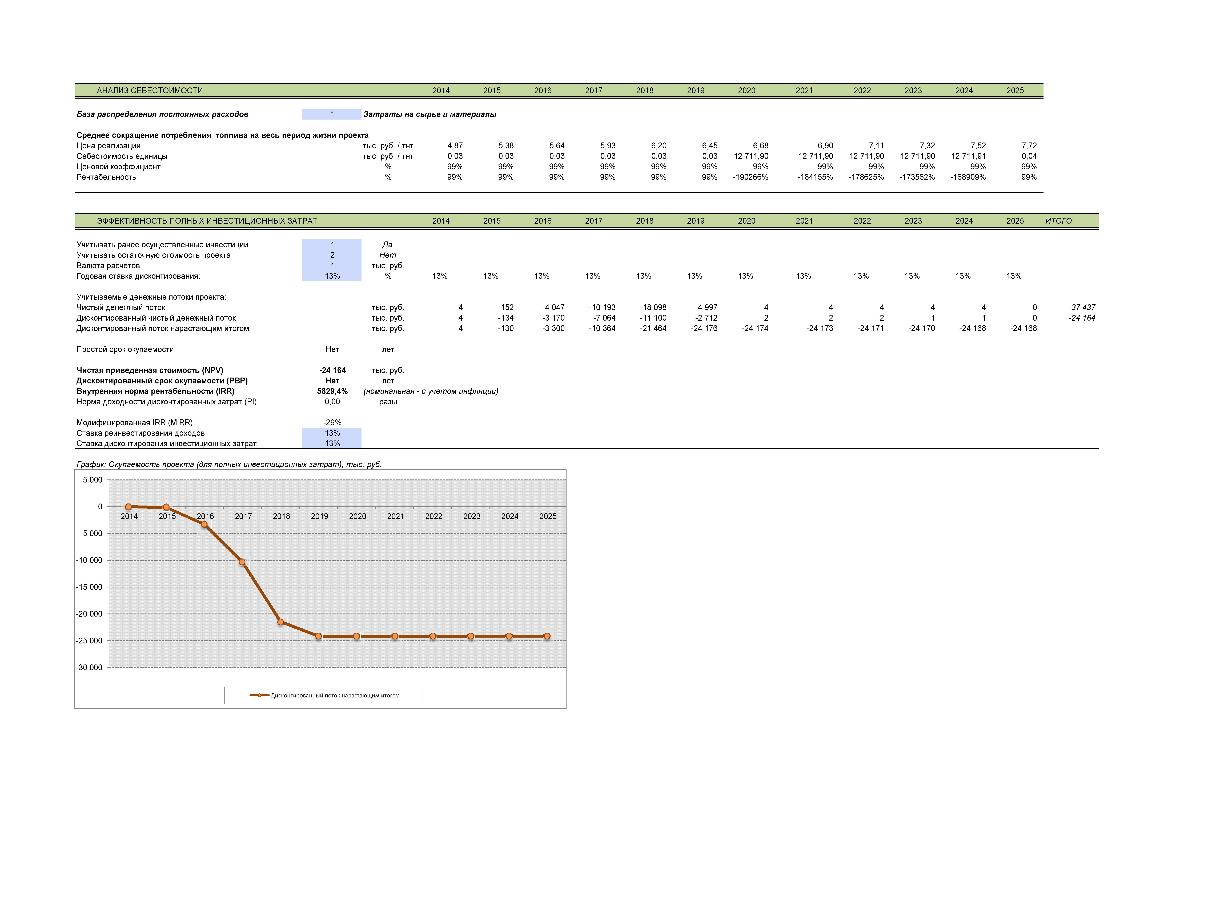 АНАЛИЗ СЕБЕСТОИМОСТИ 2014 2015 2016 2017 2018 2019 2020 2021 2022 2023 2024 2025
База распределения постоянных расходов 1 Затраты на сырье и материалы
Среднее сокращение потребления топлива на весь период жизни проекта
Цена реализации тыс. руб. / тнт 4,87 5,38 5,64 5,93 6,20 6,45 6,68 6,90 7,11 7,32 7,52 7,72
Себестоимость единицы тыс. руб. / тнт 0,03 0,03 0,03 0,03 0,03 0,03 12 711,90 12 711,90 12 711,90 12 711,90 12 711,91 0,04
Ценовой коэффициент % 99% 99% 99% 99% 99% 99% 99% 99% 99% 99% 99% 99%
Рентабельность % 99% 99% 99% 99% 99% 99% -190266% -184155% -178625% -173552% -168909% 99%
ЭФФЕКТИВНОСТЬ ПОЛНЫХ ИНВЕСТИЦИОННЫХ ЗАТРАТ 2014 2015 2016 2017 2018 2019 2020 2021 2022 2023 2024 2025 ИТОГО
Учитывать ранее осуществленные инвестиции 1 Да
Учитывать остаточную стоимость проекта 2 Нет
Валюта расчетов 1 тыс. руб.
Годовая ставка дисконтирования: 13% % 13% 13% 13% 13% 13% 13% 13% 13% 13% 13% 13% 13%
Учитываемые денежные потоки проекта:
Чистый денежный поток тыс. руб. 4 -152 -4 047 -10 193 -18 098 -4 997 4 4 4 4 4 0 -37 437
Дисконтированный чистый денежный поток тыс. руб. 4 -134 -3 170 -7 064 -11 100 -2 712 2 2 2 1 1 0 -24 164
Дисконтированный поток нарастающим итогом тыс. руб. 4 -130 -3 300 -10 364 -21 464 -24 176 -24 174 -24 173 -24 171 -24 170 -24 168 -24 168
Простой срок окупаемости Нет лет
Чистая приведенная стоимость (NPV) -24 164 тыс. руб.
Дисконтированный срок окупаемости (PBP) Нет лет
Внутренняя норма рентабельности (IRR) 5829,4% (номинальная - с учетом инфляции)
Норма доходности дисконтированных затрат (PI) 0,00 разы
Модифицированная IRR (MIRR) -26%
Ставка реинвестирования доходов 13%
Ставка дисконтирования инвестиционных затрат 13%
График: Окупаемость проекта (для полных инвестиционных затрат), тыс. руб.
5 000
0
2014 2015 2016 2017 2018 2019 2020 2021 2022 2023 2024 2025
-5 000
-10 000
-15 000
-20 000
-25 000
-30 000
Дисконтированный поток нарастающим итогом